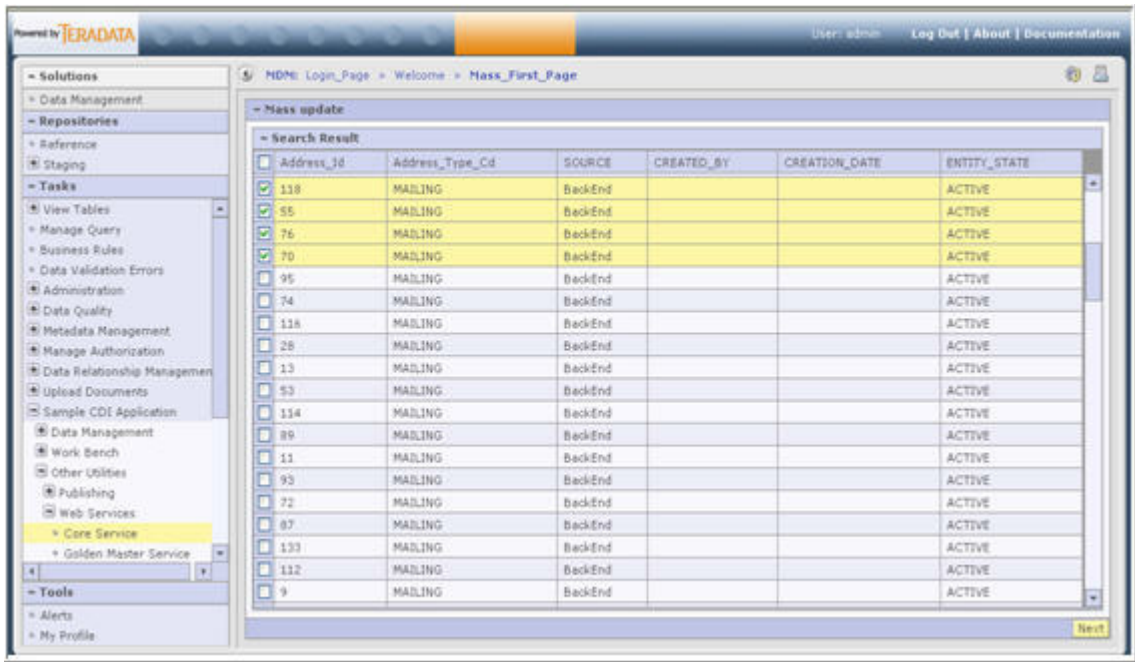 Powered by TERADATA
User: admin Log Out | About | Documentation
- Solutions
Data Management
- Repositories
Reference
Staging
- Tasks
View Tables
Manage Query
Business Rules
Data Validation Errors
Administration
Data Quality
Metadata Management
Manage Authorization
Data Relationship Managemen
Upload Documents
Sample CDI Application
Data Management
Work Bench
Other Utilities
Publishing
Web Services
Core Service
Golden Master Service
- Tools
Alerts
My Profile
MDM: Login_Page » Welcome » Mass_First_Page
- Mass update
- Search Result
Address_Id Address_Type_Cd SOURCE CREATED_BY CREATION_DATE ENTITY_STATE
118 MAILING BackEnd ACTIVE
55 MAILING BackEnd ACTIVE
76 MAILING BackEnd ACTIVE
70 MAILING BackEnd ACTIVE
95 MAILING BackEnd ACTIVE
74 MAILING BackEnd ACTIVE
116 MAILING BackEnd ACTIVE
28 MAILING BackEnd ACTIVE
13 MAILING BackEnd ACTIVE
53 MAILING BackEnd ACTIVE
114 MAILING BackEnd ACTIVE
89 MAILING BackEnd ACTIVE
11 MAILING BackEnd ACTIVE
93 MAILING BackEnd ACTIVE
72 MAILING BackEnd ACTIVE
87 MAILING BackEnd ACTIVE
133 MAILING BackEnd ACTIVE
112 MAILING BackEnd ACTIVE
9 MAILING BackEnd ACTIVE
Next